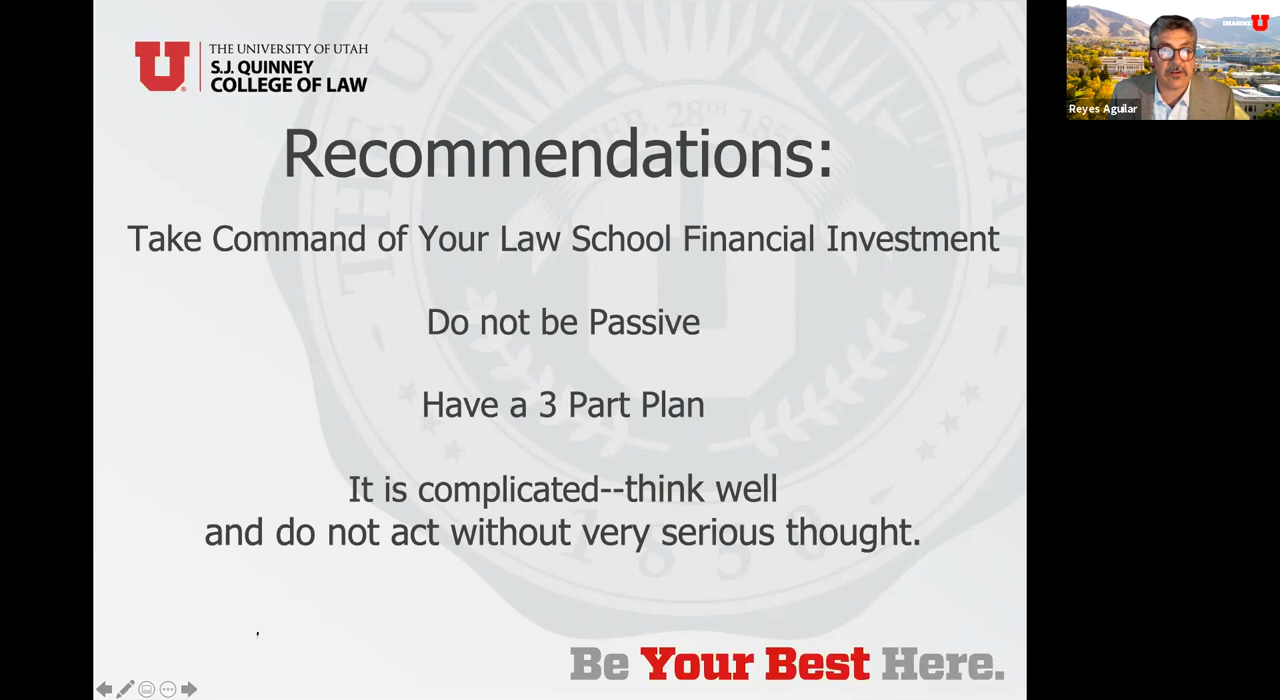 THE UNIVERSITY OF UTAH
S.J. QUINNEY
COLLEGE OF LAW
Recommendations:
Take Command of Your Law School Financial Investment
Do not be Passive
Have a 3 Part Plan
It is complicated--think well
and do not act without very serious thought.
1850
Be Your Best Here.
IMAGINE U
Reyes Aguilar